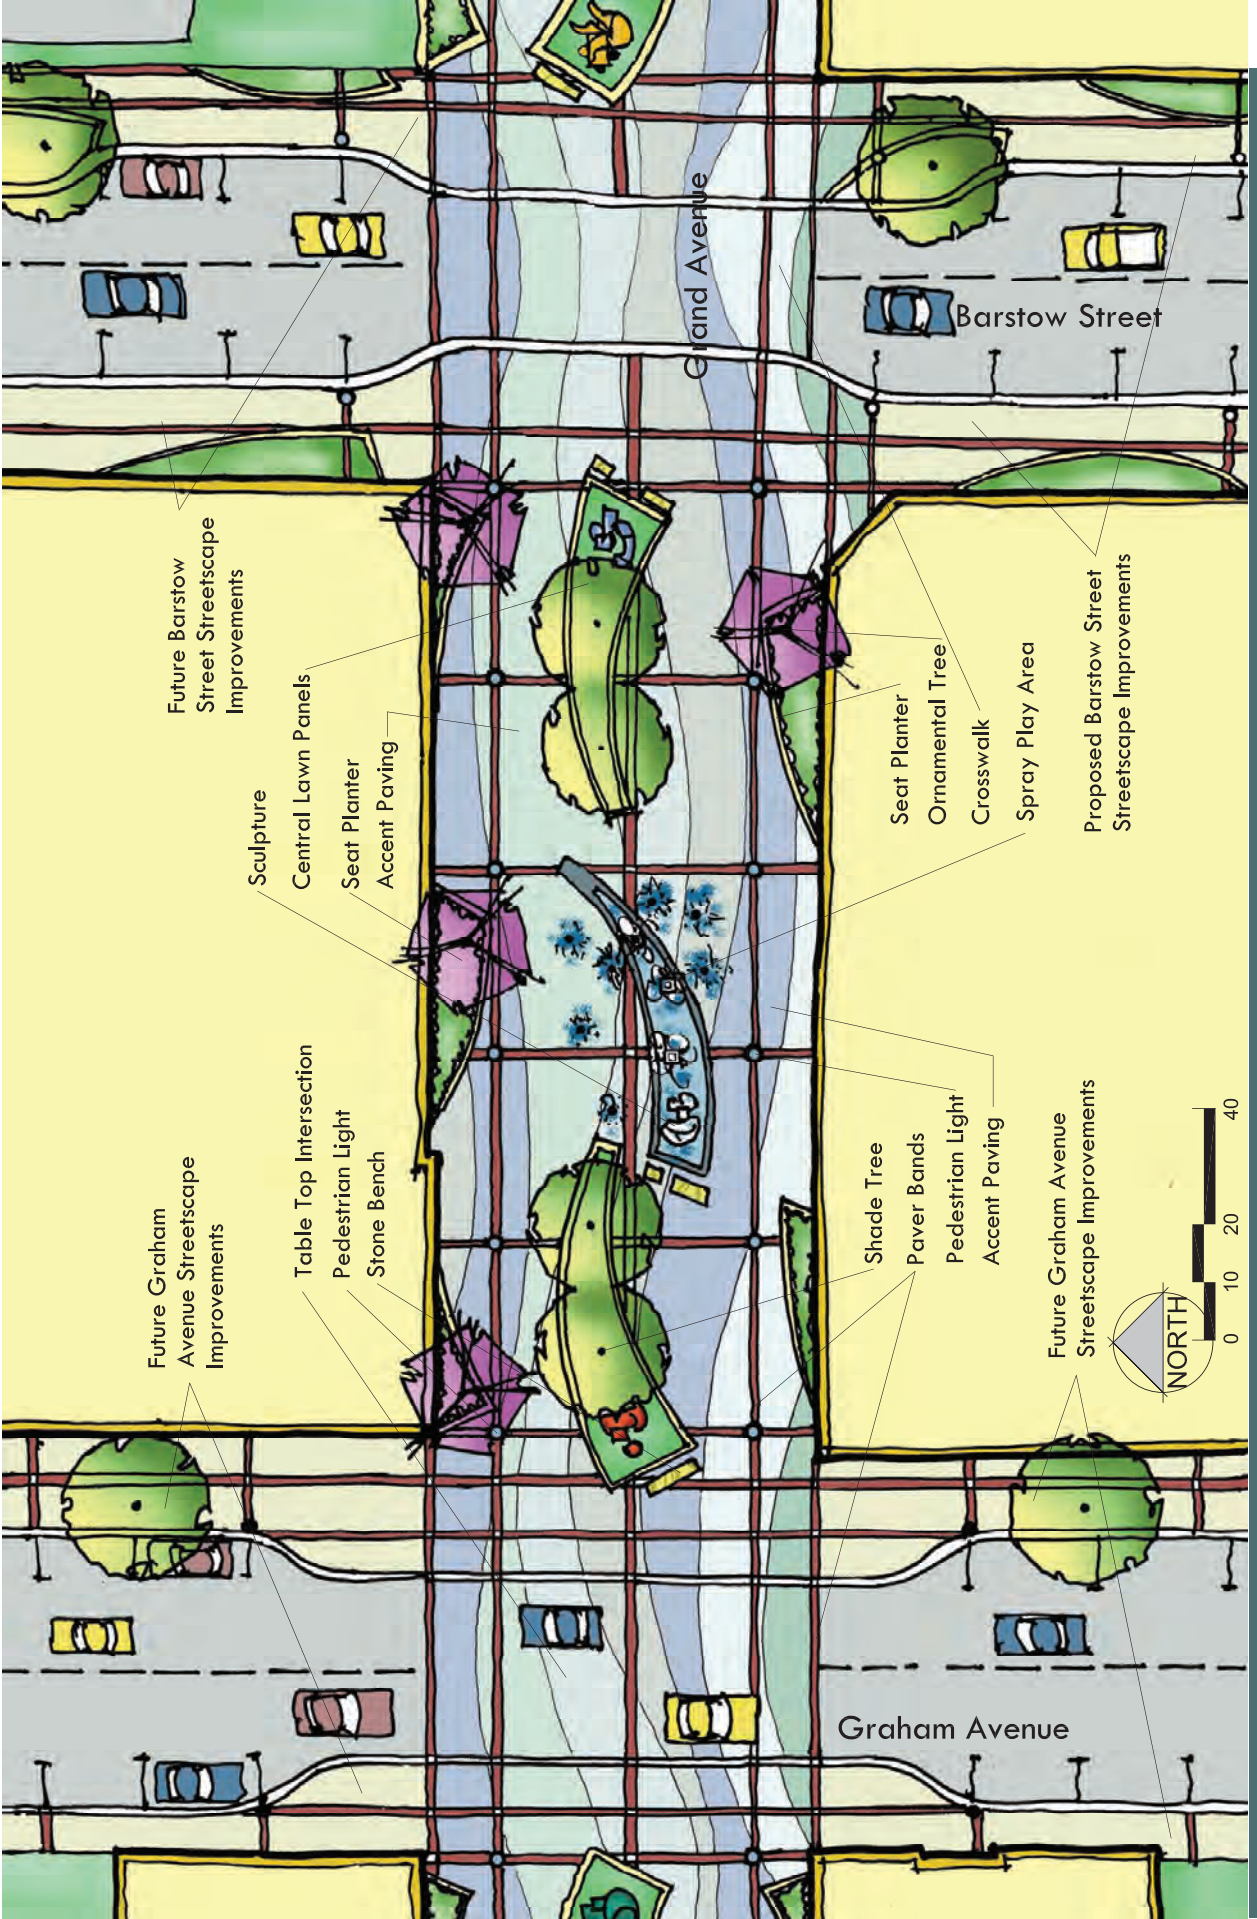 Grand Avenue
Barstow Street
Future Barstow
Street Streetscape
Improvements
Sculpture
Central Lawn Panels
Seat Planter
Accent Paving
Seat Planter
Ornamental Tree
Crosswalk
Spray Play Area
Proposed Barstow Street
Streetscape Improvements
Future Graham
Avenue Streetscape
Improvements
Table Top Intersection
Pedestrian Light
Stone Bench
Shade Tree
Paver Bands
Pedestrian Light
Accent Paving
Future Graham Avenue
Streetscape Improvements
NORTH
0 10 20 40
Graham Avenue